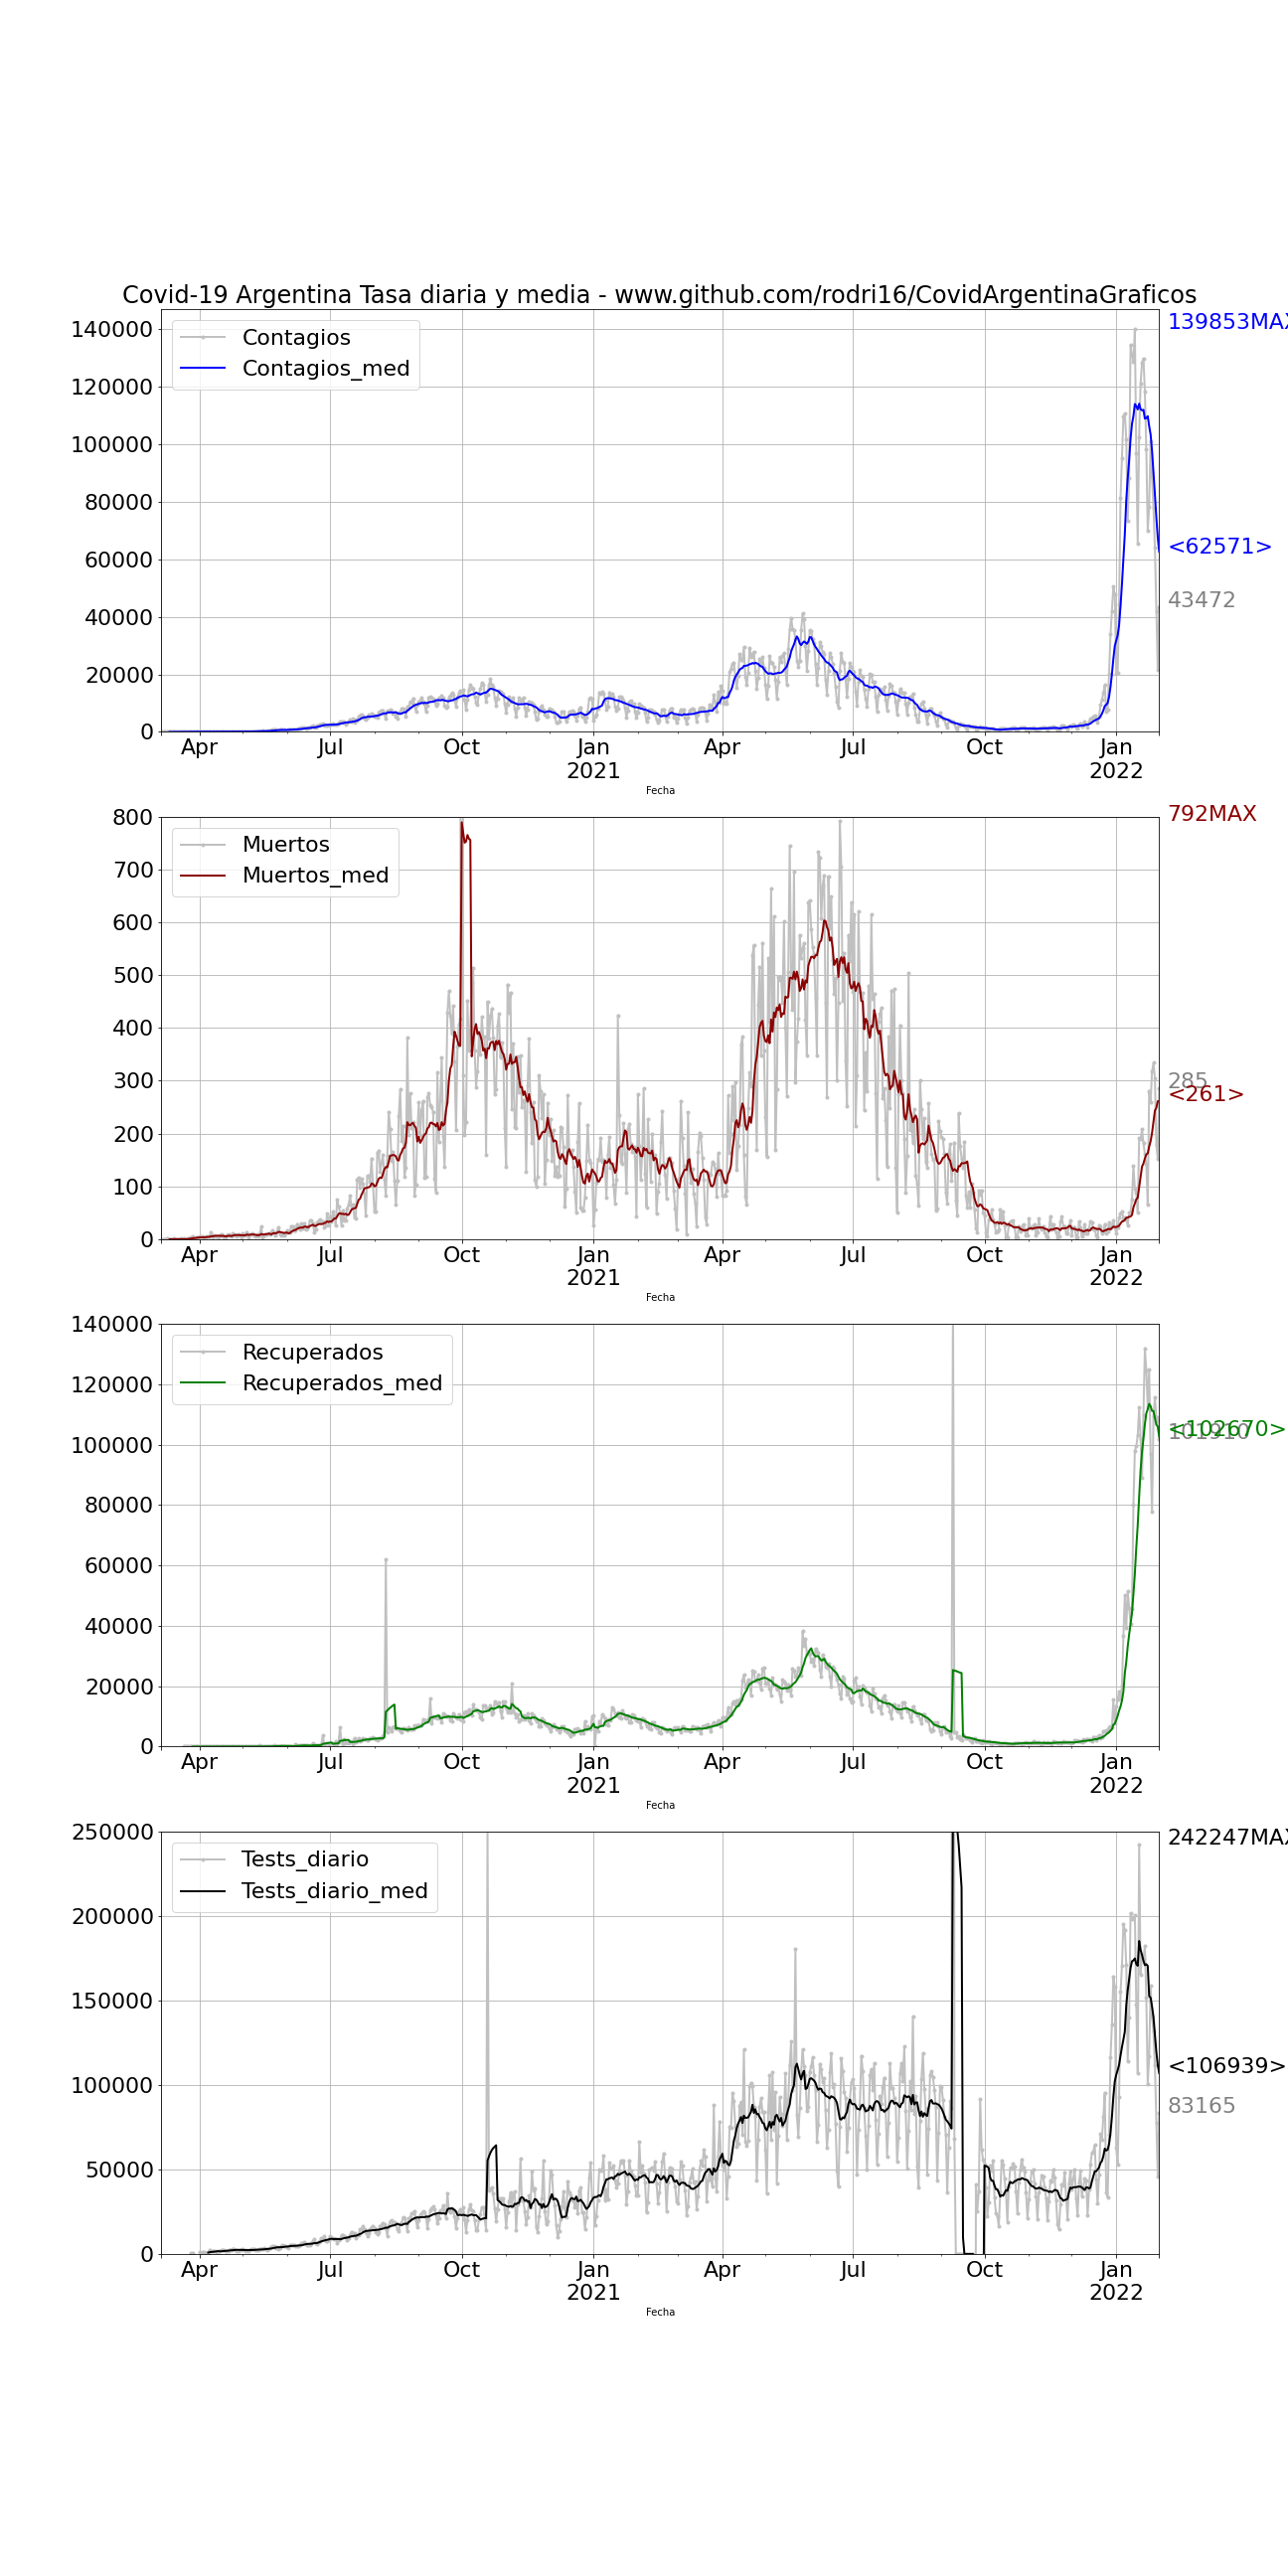 Covid-19 Argentina Tasa diaria y media - www.github.com/rodri16/CovidArgentinaGraficos
139853MAX
Contagios
Contagios_med
140000
120000
100000
80000
60000
40000
20000
0
<62571>
43472
Apr Jul Oct Jan Apr Jul Oct Jan
2021 2022
Fecha
792MAX
Muertos
Muertos_med
800
700
600
500
400
300
200
100
0
285
<261>
Apr Jul Oct Jan Apr Jul Oct Jan
2021 2022
Fecha
Recuperados
Recuperados_med
140000
120000
100000
80000
60000
40000
20000
0
<102670>
101910
Apr Jul Oct Jan Apr Jul Oct Jan
2021 2022
Fecha
242247MAX
Tests_diario
Tests_diario_med
250000
200000
150000
100000
50000
0
<106939>
83165
Apr Jul Oct Jan Apr Jul Oct Jan
2021 2022
Fecha